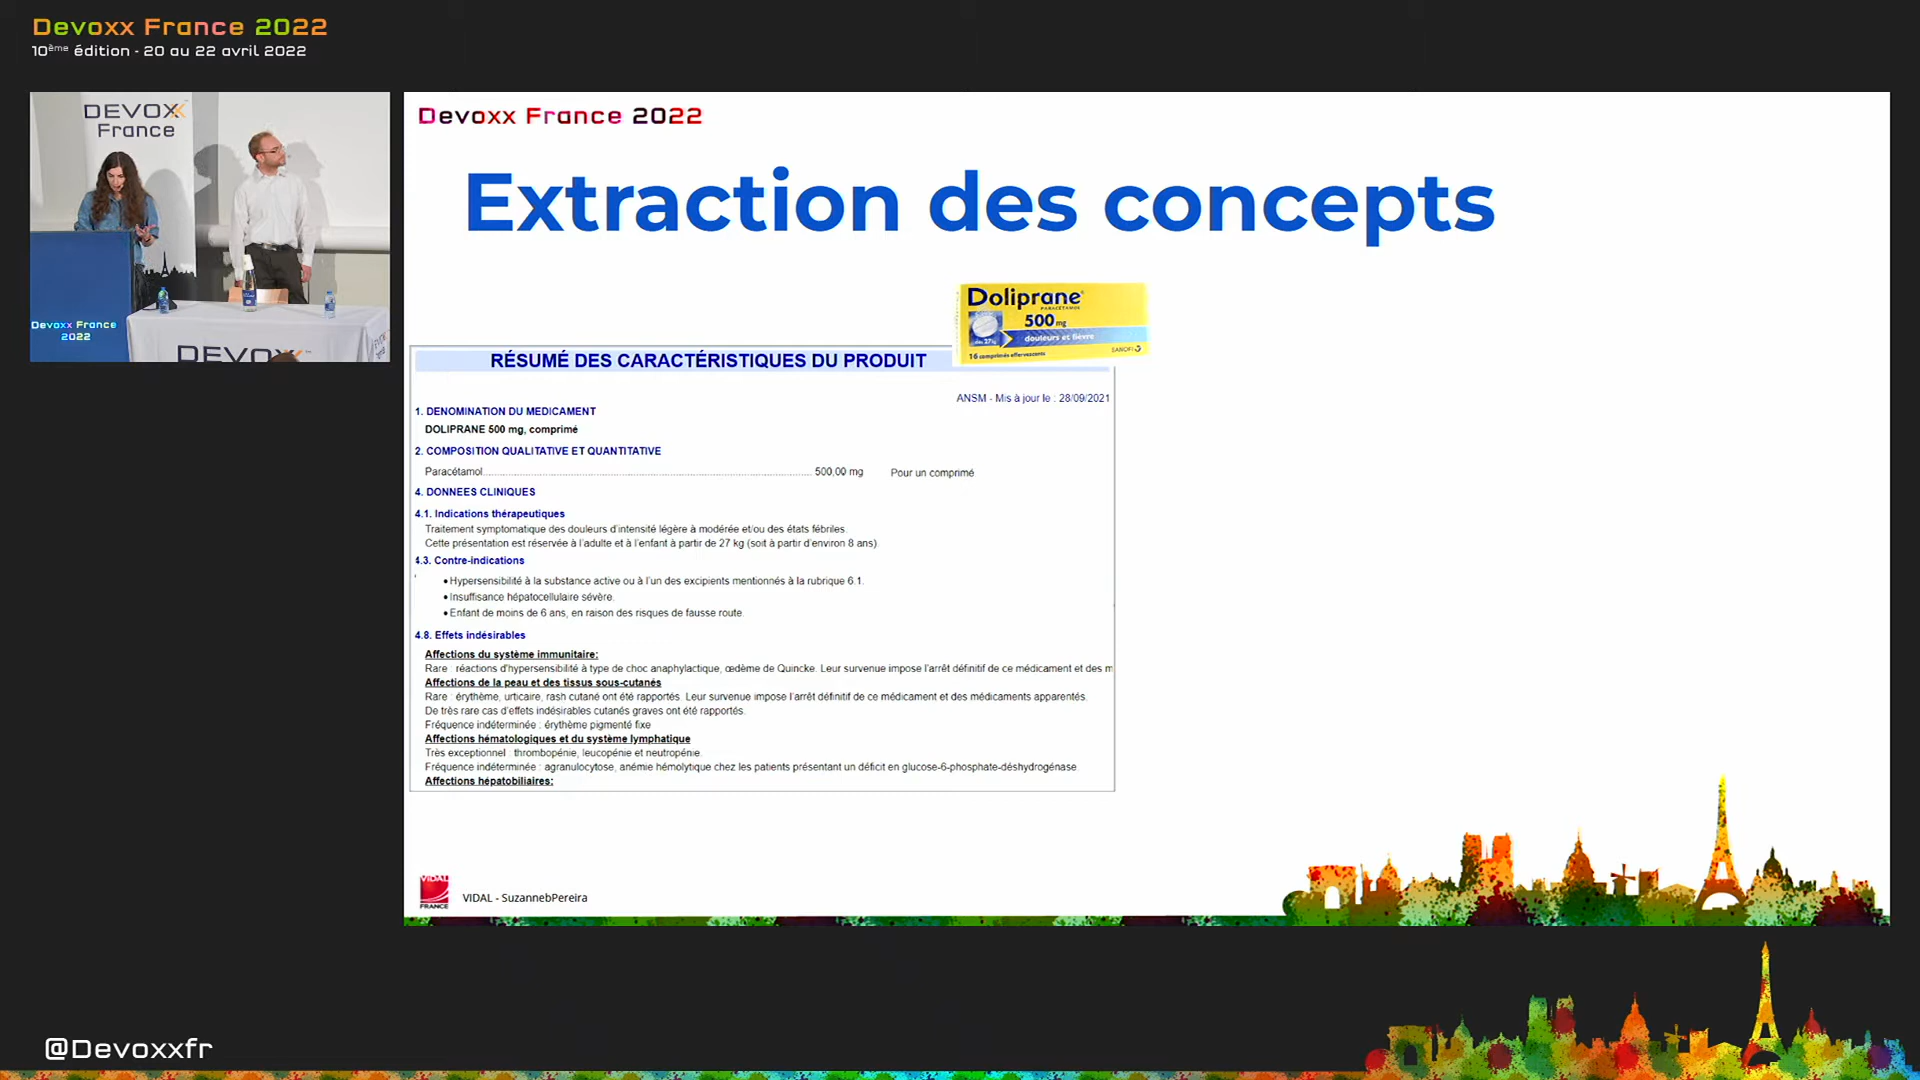 Devoxx France 2022
10ème édition - 20 au 22 avril 2022
DEVOXX
France
Devoxx France
2022
DEVOXX
Devoxx France 2022
Extraction des concepts
Doliprane
PARACÉTAMOL
500 mg
dès 27kg
douleurs et fièvre
16 comprimés effervescents
SANOFI
RÉSUMÉ DES CARACTÉRISTIQUES DU PRODUIT
ANSM - Mis à jour le : 28/09/2021
1. DENOMINATION DU MEDICAMENT
DOLIPRANE 500 mg, comprimé
2. COMPOSITION QUALITATIVE ET QUANTITATIVE
Paracétamol........ 500,00 mg Pour un comprimé
4. DONNEES CLINIQUES
4.1. Indications thérapeutiques
Traitement symptomatique des douleurs d'intensité légère à modérée et/ou des états fébriles.
Cette présentation est réservée à l'adulte et à l'enfant à partir de 27 kg (soit à partir d'environ 8 ans).
4.3. Contre-indications
• Hypersensibilité à la substance active ou à l'un des excipients mentionnés à la rubrique 6.1.
• Insuffisance hépatocellulaire sévère.
• Enfant de moins de 6 ans, en raison des risques de fausse route.
4.8. Effets indésirables
Affections du système immunitaire:
Rare : réactions d'hypersensibilité à type de choc anaphylactique, œdème de Quincke. Leur survenue impose l'arrêt définitif de ce médicament et des m
Affections de la peau et des tissus sous-cutanés
Rare : érythème, urticaire, rash cutané ont été rapportés. Leur survenue impose l'arrêt définitif de ce médicament et des médicaments apparentés.
De très rare cas d'effets indésirables cutanés graves ont été rapportés.
Fréquence indéterminée : érythème pigmenté fixe
Affections hématologiques et du système lymphatique
Très exceptionnel : thrombopénie, leucopénie et neutropénie.
Fréquence indéterminée : agranulocytose, anémie hémolytique chez les patients présentant un déficit en glucose-6-phosphate-déshydrogénase
Affections hépatobiliaires:
VIDAL
FRANCE
VIDAL - SuzannebPereira
@Devoxxfr